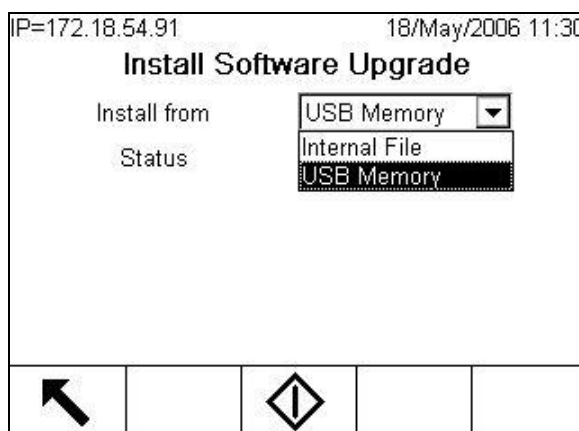 IP=172.18.54.91 18/May/2006 11:30
Install Software Upgrade
Install from USB Memory
Status Internal File
USB Memory